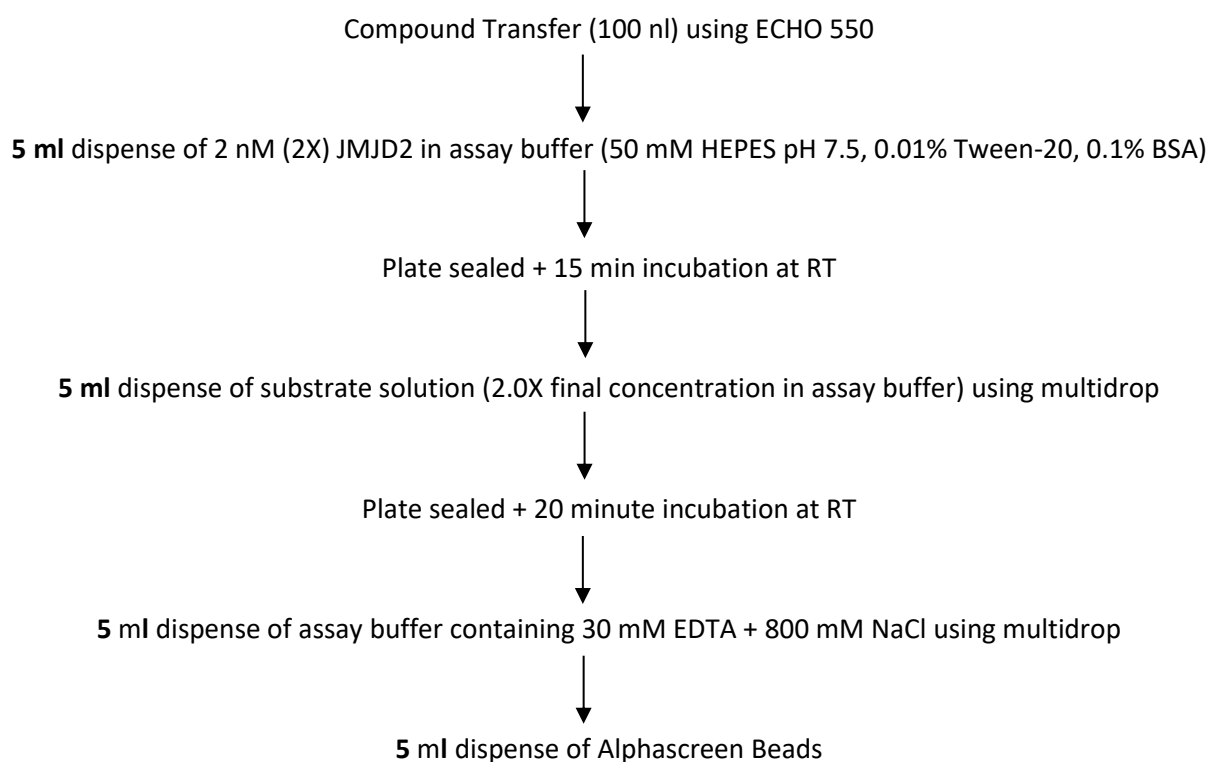 Compound Transfer (100 nl) using ECHO 550
5 ml dispense of 2 nM (2X) JMJD2 in assay buffer (50 mM HEPES pH 7.5, 0.01% Tween-20, 0.1% BSA)
Plate sealed + 15 min incubation at RT
5 ml dispense of substrate solution (2.0X final concentration in assay buffer) using multidrop
Plate sealed + 20 minute incubation at RT
5 ml dispense of assay buffer containing 30 mM EDTA + 800 mM NaCl using multidrop
5 ml dispense of Alphascreen Beads